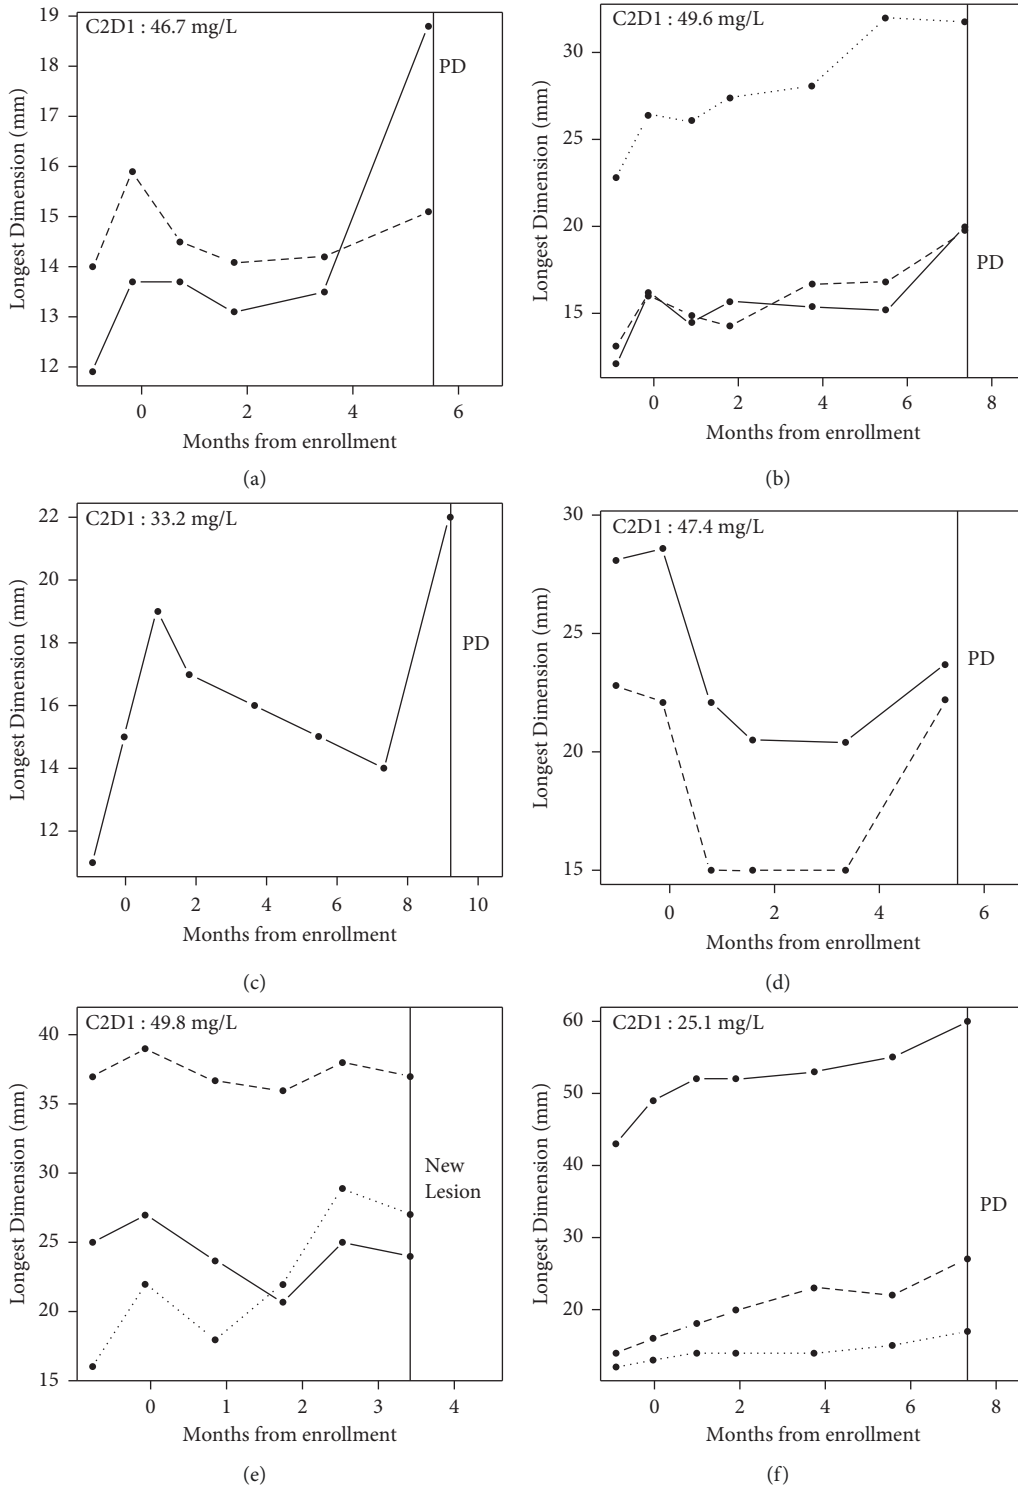 C2D1 : 46.7 mg/L
PD
19
18
17
16
15
14
13
12
Longest Dimension (mm)
0 2 4 6
Months from enrollment
(a)
C2D1 : 49.6 mg/L
PD
30
25
20
15
Longest Dimension (mm)
0 2 4 6 8
Months from enrollment
(b)
C2D1 : 33.2 mg/L
PD
22
20
18
16
14
12
Longest Dimension (mm)
0 2 4 6 8 10
Months from enrollment
(c)
C2D1 : 47.4 mg/L
PD
30
25
20
15
Longest Dimension (mm)
0 2 4 6
Months from enrollment
(d)
C2D1 : 49.8 mg/L
New
Lesion
40
35
30
25
20
15
Longest Dimension (mm)
0 1 2 3 4
Months from enrollment
(e)
C2D1 : 25.1 mg/L
PD
60
50
40
30
20
Longest Dimension (mm)
0 2 4 6 8
Months from enrollment
(f)